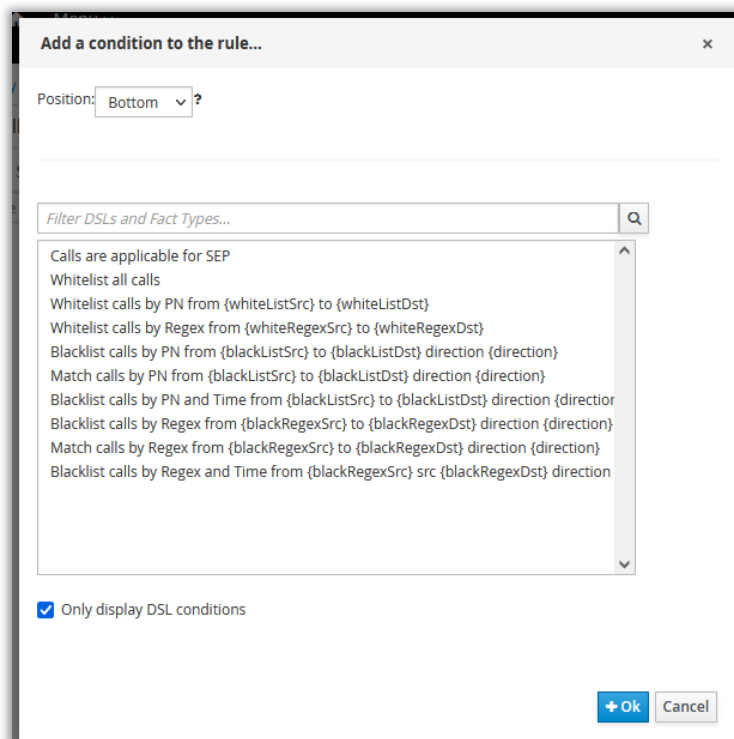 Menu
Add a condition to the rule...
×
Position: Bottom ?
Filter DSLs and Fact Types...
Calls are applicable for SEP
Whitelist all calls
Whitelist calls by PN from {whiteListSrc} to {whiteListDst}
Whitelist calls by Regex from {whiteRegexSrc} to {whiteRegexDst}
Blacklist calls by PN from {blackListSrc} to {blackListDst} direction {direction}
Match calls by PN from {blackListSrc} to {blackListDst} direction {direction}
Blacklist calls by PN and Time from {blackListSrc} to {blackListDst} direction {direction
Blacklist calls by Regex from {blackRegexSrc} to {blackRegexDst} direction {direction}
Match calls by Regex from {blackRegexSrc} to {blackRegexDst} direction {direction}
Blacklist calls by Regex and Time from {blackRegexSrc} src {blackRegexDst} direction
Only display DSL conditions
+ Ok Cancel